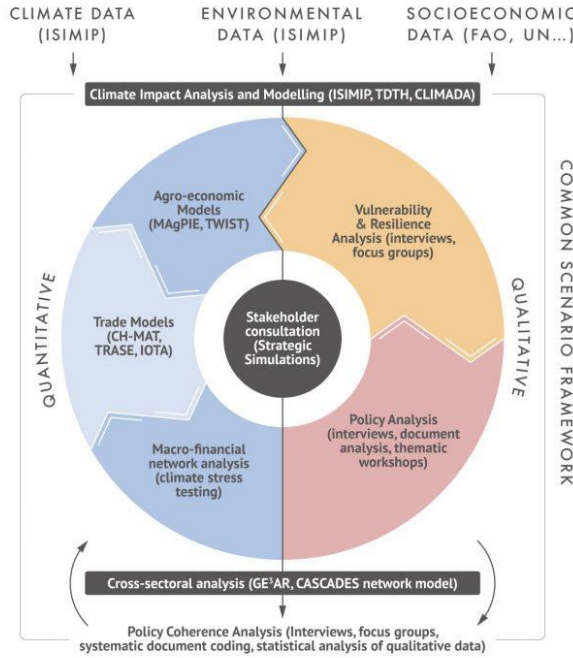 CLIMATE DATA
(ISIMIP)
ENVIRONMENTAL
DATA (ISIMIP)
SOCIOECONOMIC
DATA (FAO, UN...)
Climate Impact Analysis and Modelling (ISIMIP, TDTH, CLIMADA)
Agro-economic
Models
(MAgPIE, TWIST)
Vulnerability
& Resilience
Analysis (interviews,
focus groups)
Trade Models
(CH-MAT,
TRASE, IOTA)
Stakeholder
consultation
(Strategic
Simulations)
Macro-financial
network analysis
(climate stress
testing)
Policy Analysis
(interviews, document
analysis, thematic
workshops)
QUANTITATIVE
QUALITATIVE
COMMON SCENARIO FRAMEWORK
Cross-sectoral analysis (GE³AR, CASCADES network model)
Policy Coherence Analysis (Interviews, focus groups,
systematic document coding, statistical analysis of qualitative data)